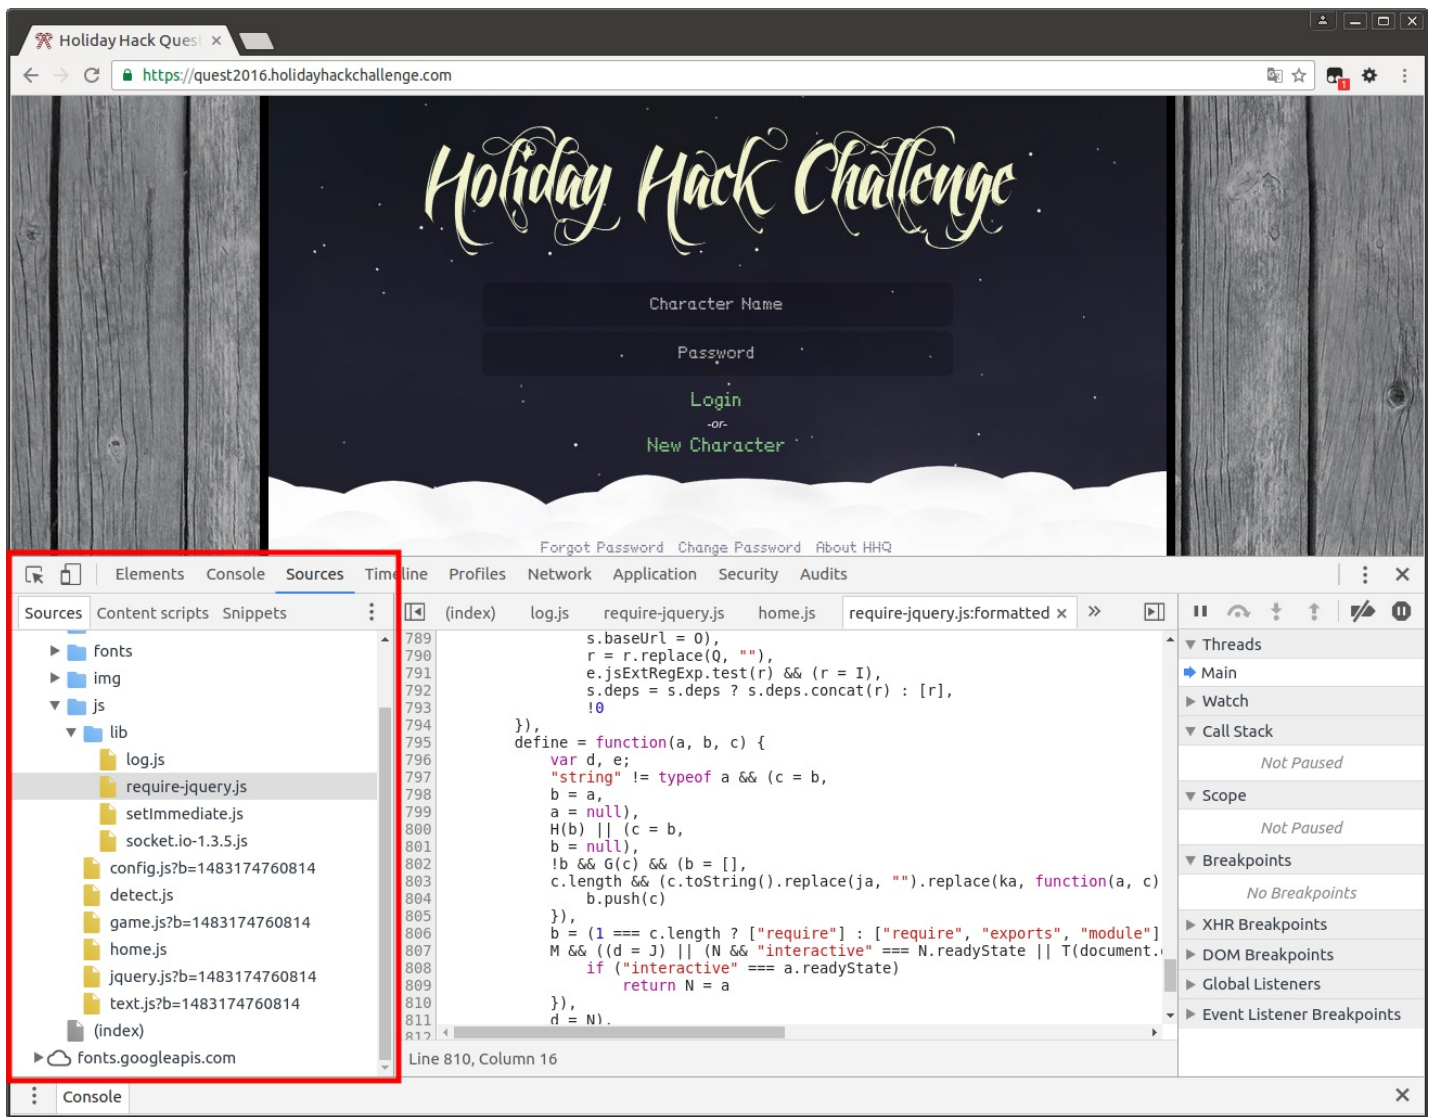 Holiday Hack Quest ×
https://quest2016.holidayhackchallenge.com
1
Holiday Hack Challenge
Character Name
Password
Login
-or-
New Character
Forgot Password Change Password About HHQ
Elements Console Sources Timeline Profiles Network Application Security Audits
Sources Content scripts Snippets
fonts
img
js
lib
log.js
require-jquery.js
setImmediate.js
socket.io-1.3.5.js
config.js?b=1483174760814
detect.js
game.js?b=1483174760814
home.js
jquery.js?b=1483174760814
text.js?b=1483174760814
(index)
fonts.googleapis.com
(index) log.js require-jquery.js home.js require-jquery.js:formatted × »
789 s.baseUrl = O),
790 r = r.replace(Q, ""),
791 e.jsExtRegExp.test(r) && (r = I),
792 s.deps = s.deps ? s.deps.concat(r) : [r],
793 !0
794 }),
795 define = function(a, b, c) {
796 var d, e;
797 "string" != typeof a && (c = b,
798 b = a,
799 a = null),
800 H(b) || (c = b,
801 b = null),
802 !b && G(c) && (b = [],
803 c.length && (c.toString().replace(ja, "").replace(ka, function(a, c)
804 b.push(c)
805 }),
806 b = (1 === c.length ? ["require"] : ["require", "exports", "module"]
807 M && ((d = J) || (N && "interactive" === N.readyState || T(document.
808 if ("interactive" === a.readyState)
809 return N = a
810 }),
811 d = N),
812
Line 810, Column 16
Threads
Main
Watch
Call Stack
Not Paused
Scope
Not Paused
Breakpoints
No Breakpoints
XHR Breakpoints
DOM Breakpoints
Global Listeners
Event Listener Breakpoints
Console